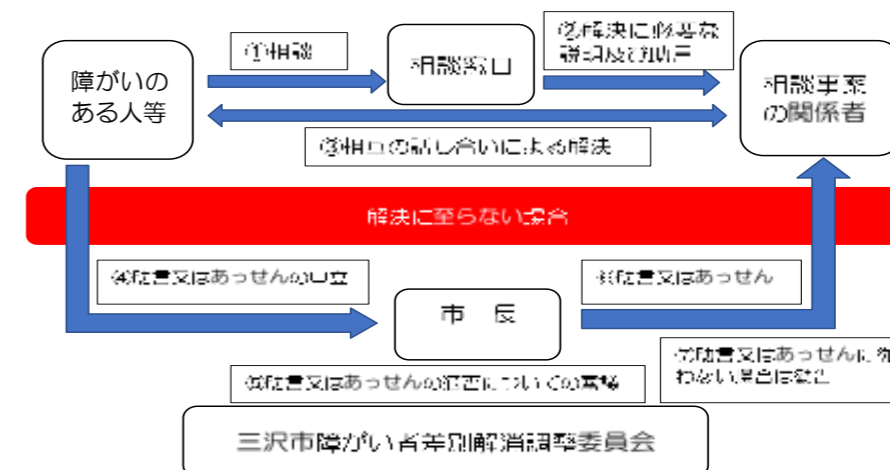 ①相談
相談窓口
②解決に必要な
説明及び助言
障がいの
ある人等
相談事案
の関係者
③相互の話し合いによる解決
解決に至らない場合
④助言又はあっせんの申立
⑥助言又はあっせん
市　長
⑤助言又はあっせんの
についての審議
⑦助言又はあっせんに従
わない場合は勧告
三沢市障がい者差別解消調整委員会